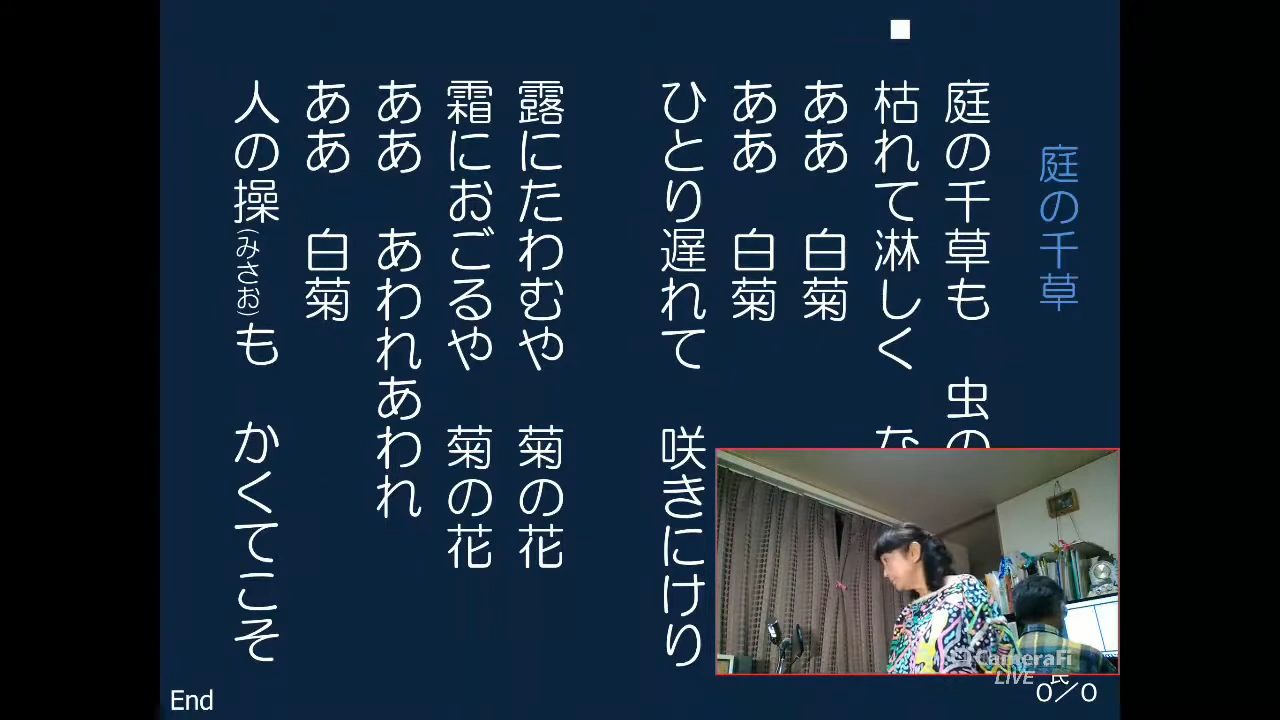 庭の千草
庭の千草も　虫の
枯れて淋しく　な
ああ　白菊
ああ　白菊
ひとり遅れて　咲きにけり
露にたわむや　菊の花
霜におごるや　菊の花
ああ　あわれあわれ
ああ　白菊
人の操(みさお)も　かくてこそ
End
CameraFi
LIVE
0/0